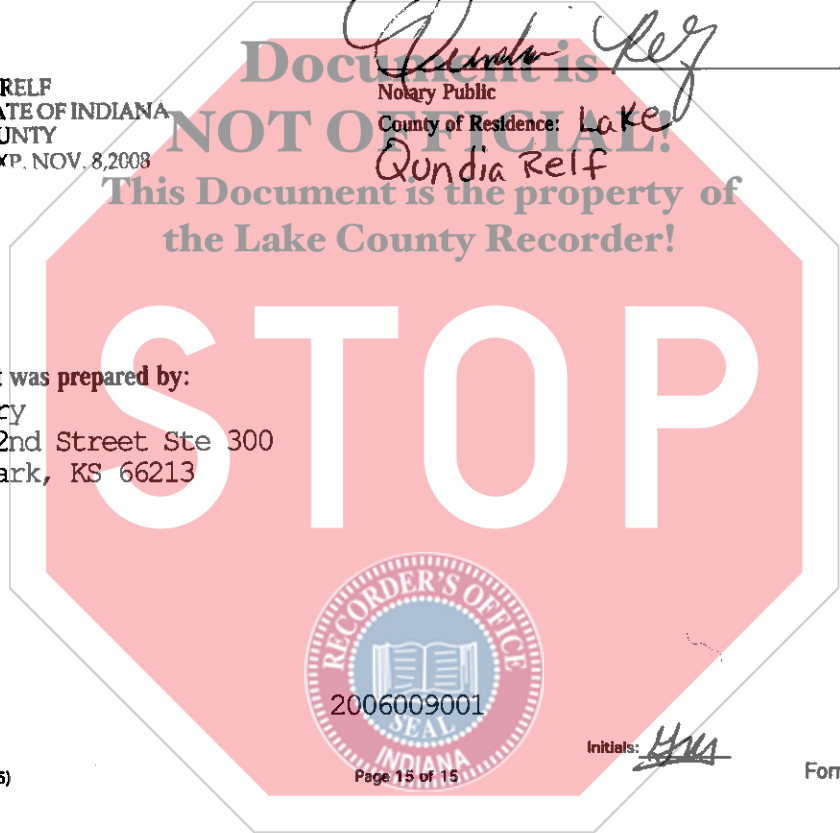 Document is
NOT OFFICIAL!
This Document is the property of
the Lake County Recorder!
RELF
ATE OF INDIANA
UNTY
XP. NOV. 8,2008
Notary Public
County of Residence: Lake
Qundia Relf
STOP
t was prepared by:
ry
2nd Street Ste 300
ark, KS 66213
RECORDER'S OFFICE
2006009001
SEAL
INDIANA
Initials:
5)
Page 15 of 15
Forr